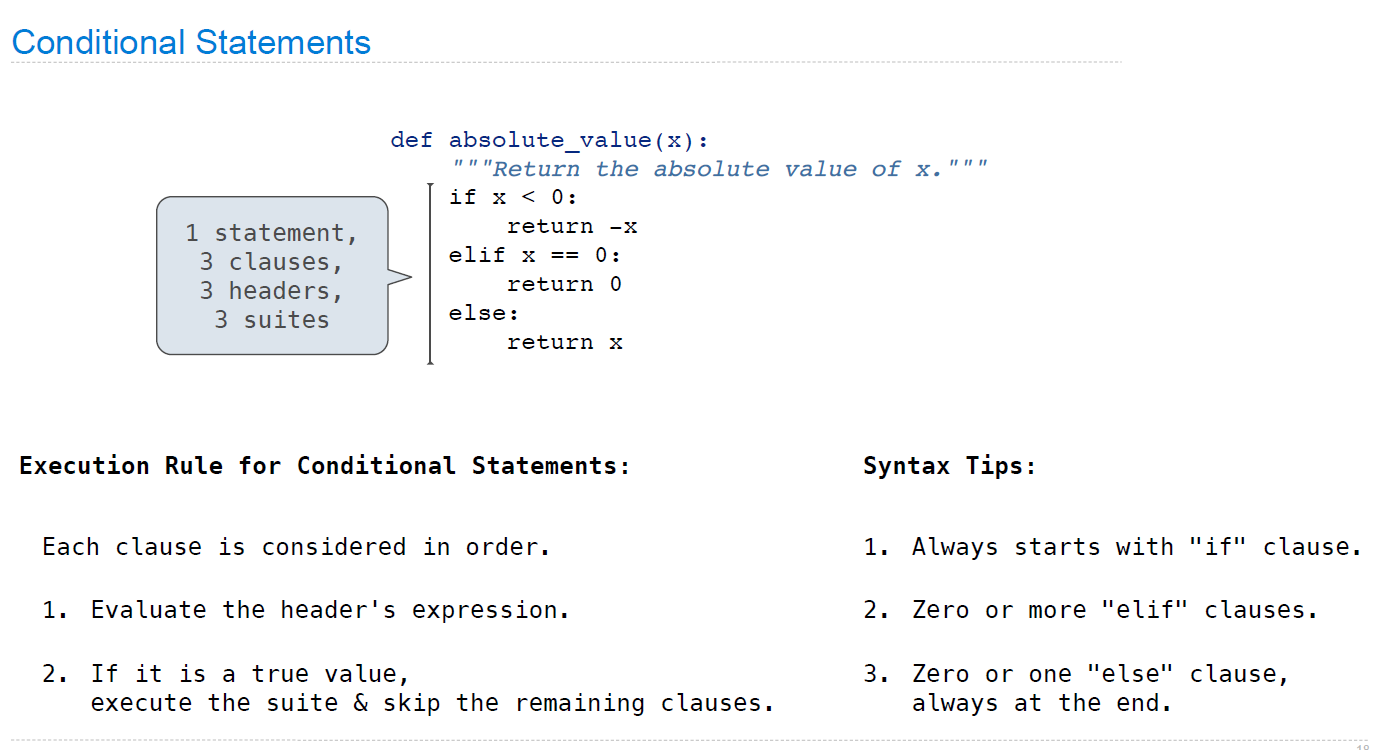 Conditional Statements
def absolute_value(x):
"""Return the absolute value of x."""
if x < 0:
return -x
elif x == 0:
return 0
else:
return x
1 statement,
3 clauses,
3 headers,
3 suites
Execution Rule for Conditional Statements:
Each clause is considered in order.
1. Evaluate the header's expression.
2. If it is a true value,
execute the suite & skip the remaining clauses.
Syntax Tips:
1. Always starts with "if" clause.
2. Zero or more "elif" clauses.
3. Zero or one "else" clause,
always at the end.